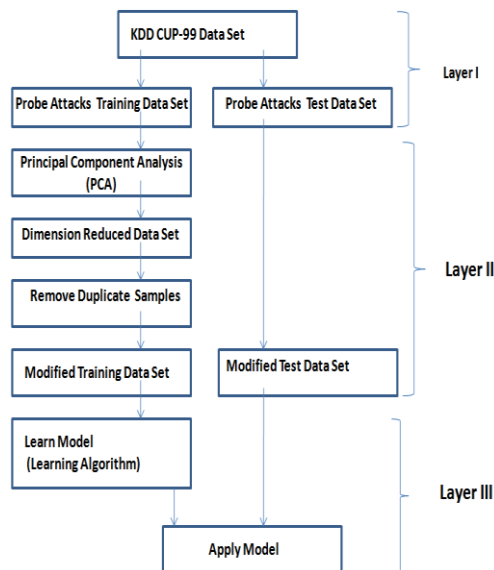 KDD CUP-99 Data Set
Layer I
Probe Attacks Training Data Set
Probe Attacks Test Data Set
Principal Component Analysis
(PCA)
Dimension Reduced Data Set
Layer II
Remove Duplicate Samples
Modified Training Data Set
Modified Test Data Set
Learn Model
(Learning Algorithm)
Layer III
Apply Model